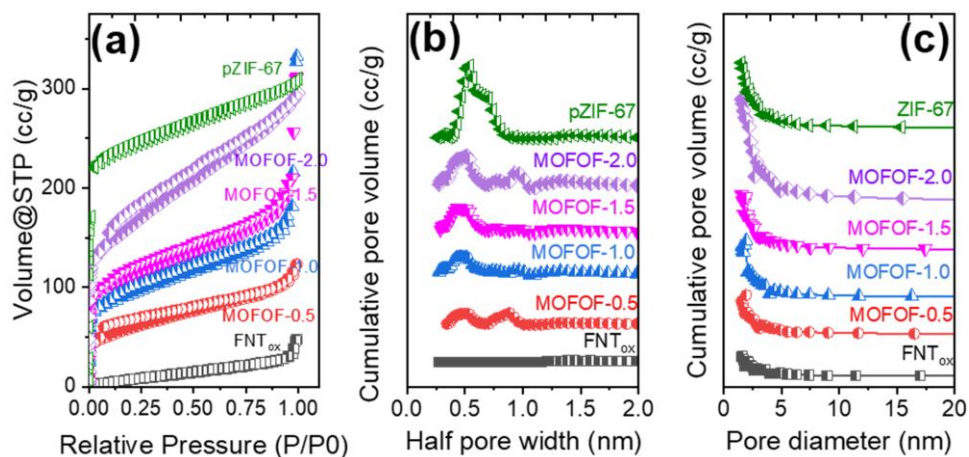 (a)
Volume@STP (cc/g)
300
200
100
0
pZIF-67
MOFOF-2.0
MOFOF-1.5
MOFOF-1.0
MOFOF-0.5
FNTox
0.00 0.25 0.50 0.75 1.00
Relative Pressure (P/P0)
(b)
Cumulative pore volume (cc/g)
pZIF-67
MOFOF-2.0
MOFOF-1.5
MOFOF-1.0
MOFOF-0.5
FNTox
0.0 0.5 1.0 1.5 2.0
Half pore width (nm)
(c)
Cumulative pore volume (cc/g)
ZIF-67
MOFOF-2.0
MOFOF-1.5
MOFOF-1.0
MOFOF-0.5
FNTox
0 5 10 15 20
Pore diameter (nm)